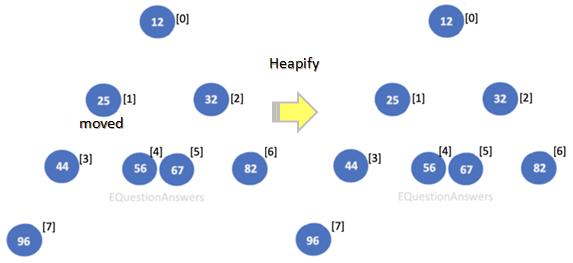 12 [0] 12 [0]
Heapify
25 [1] 32 [2] 25 [1] 32 [2]
moved
44 [3] 56 [4] 67 [5] 82 [6] 44 [3] 56 [4] 67 [5] 82 [6]
EQuestionAnswers EQuestionAnswers
96 [7] 96 [7]